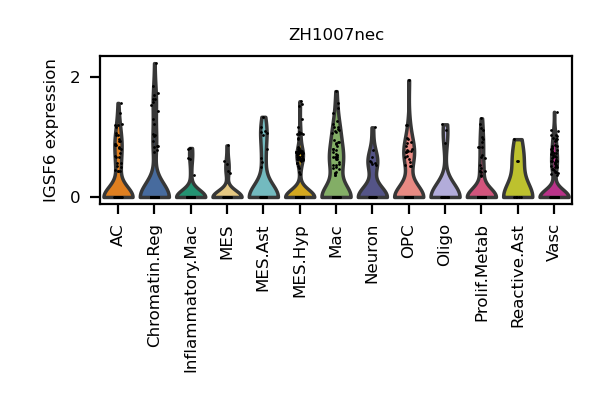 ZH1007nec
IGSF6 expression
2
0
AC
Chromatin.Reg
Inflammatory.Mac
MES
MES.Ast
MES.Hyp
Mac
Neuron
OPC
Oligo
Prolif.Metab
Reactive.Ast
Vasc